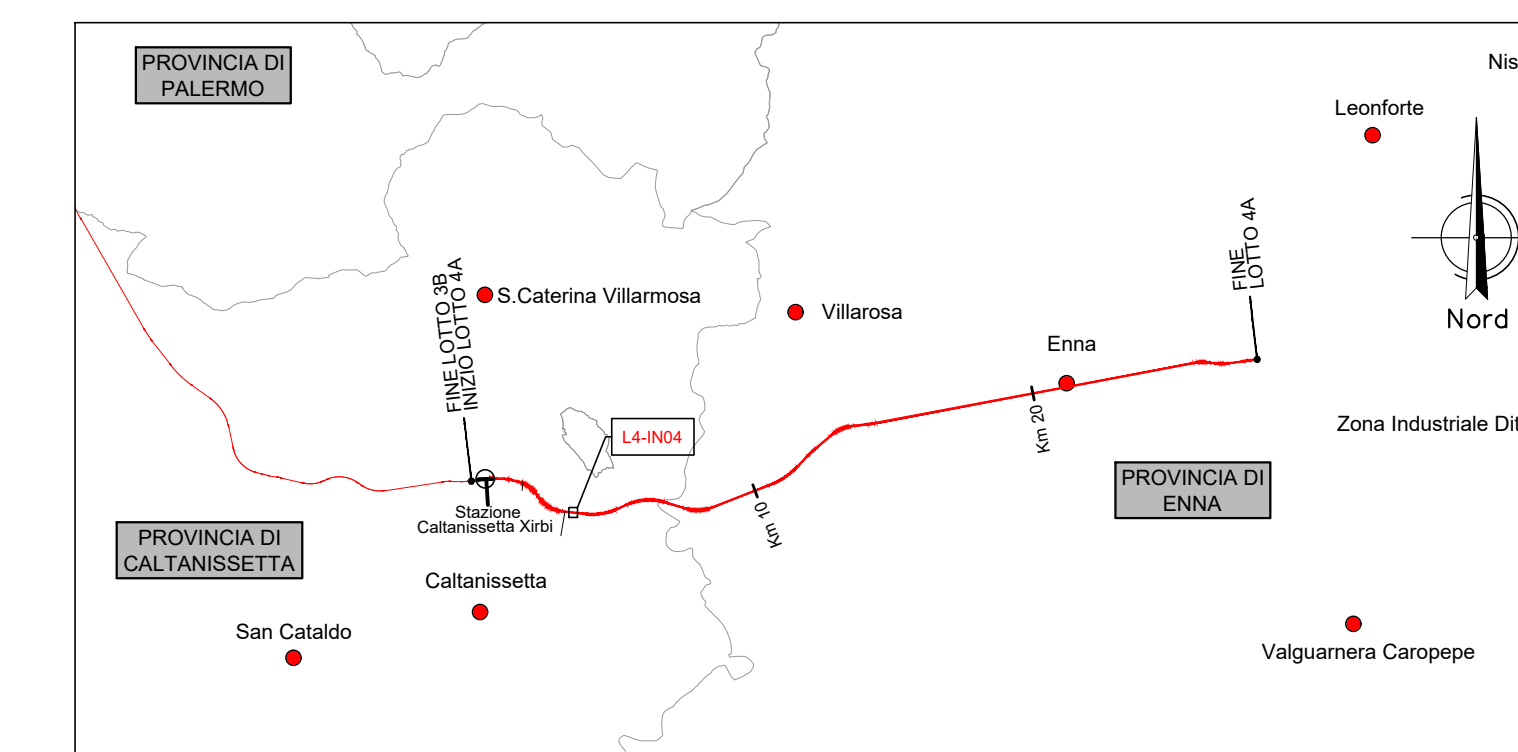 PROVINCIA DI
PALERMO
Leonforte
Nord
FINE
LOTTO 4A
FINE LOTTO 3B
INIZIO LOTTO 4A
S.Caterina Villarmosa
Villarosa
Enna
Km 20
L4-IN04
Zona Industriale
PROVINCIA DI
ENNA
Km 10
Stazione
Caltanissetta Xirbi
PROVINCIA DI
CALTANISSETTA
Caltanissetta
San Cataldo
Valguarnera Caropepe